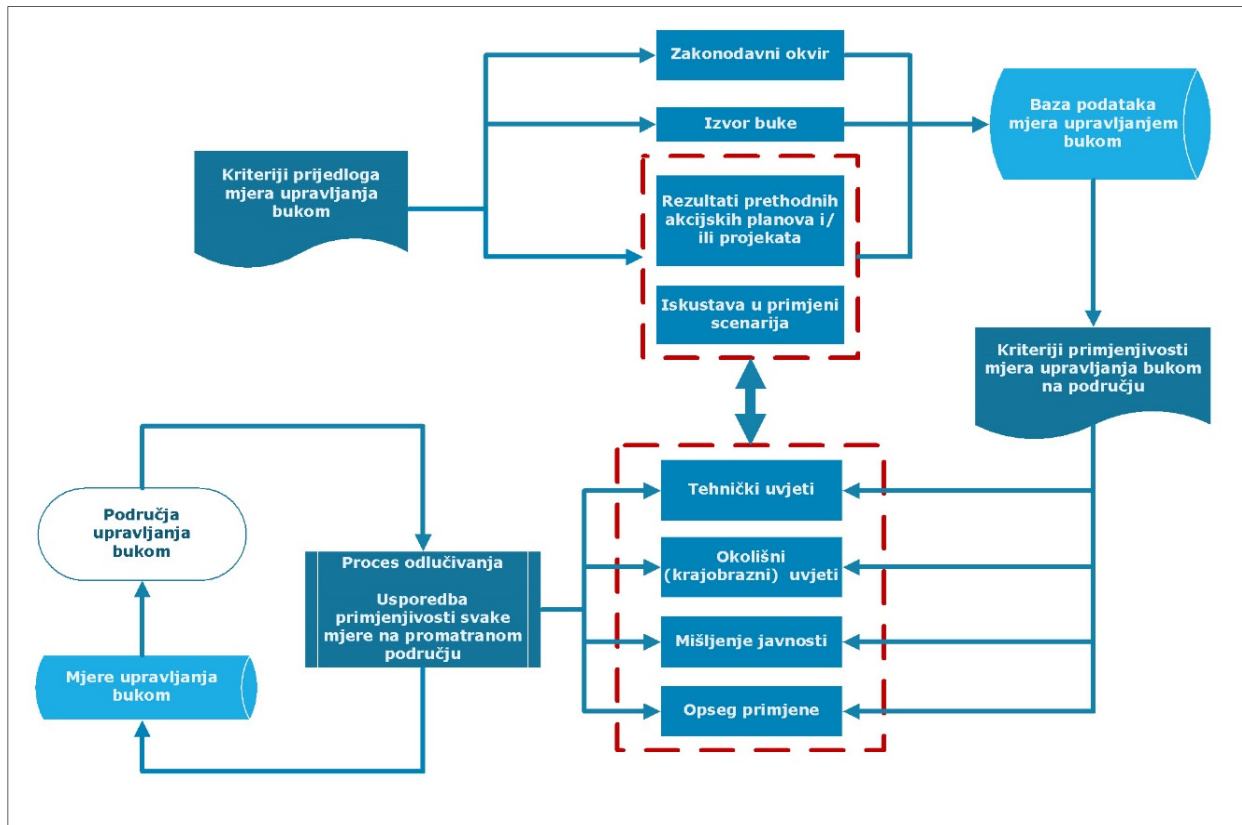 Zakonodavni okvir
Izvor buke
Baza podataka
mjera upravljanjem
bukom
Kriteriji prijedloga
mjera upravljanja
bukom
Rezultati prethodnih
akcijskih planova i/
ili projekata
Iskustava u primjeni
scenarija
Kriteriji primjenjivosti
mjera upravljanja bukom
na području
Tehnički uvjeti
Okolišni
(krajobrazni) uvjeti
Mišljenje javnosti
Opseg primjene
Područja
upravljanja
bukom
Proces odlučivanja
Usporedba
primjenjivosti svake
mjere na promatranom
području
Mjere upravljanja
bukom